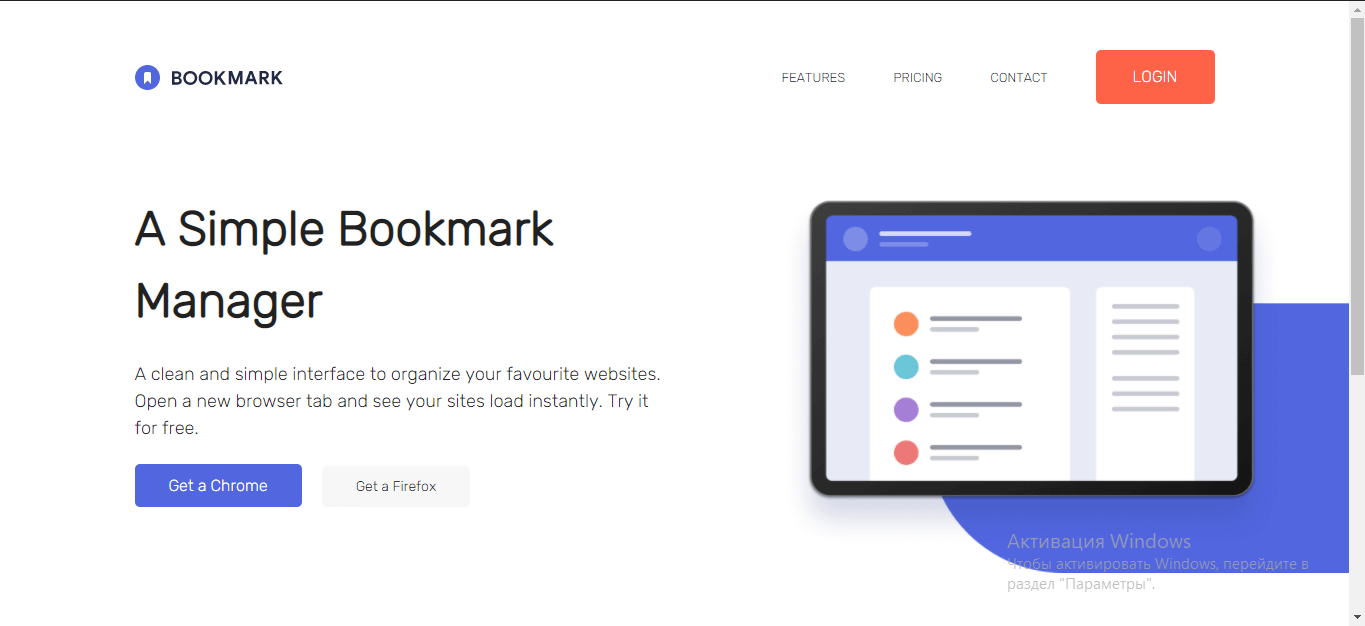 BOOKMARK
FEATURES
PRICING
CONTACT
LOGIN
A Simple Bookmark
Manager
A clean and simple interface to organize your favourite websites.
Open a new browser tab and see your sites load instantly. Try it
for free.
Get a Chrome
Get a Firefox
Активация Windows
Чтобы активировать Windows, перейдите в
раздел "Параметры".